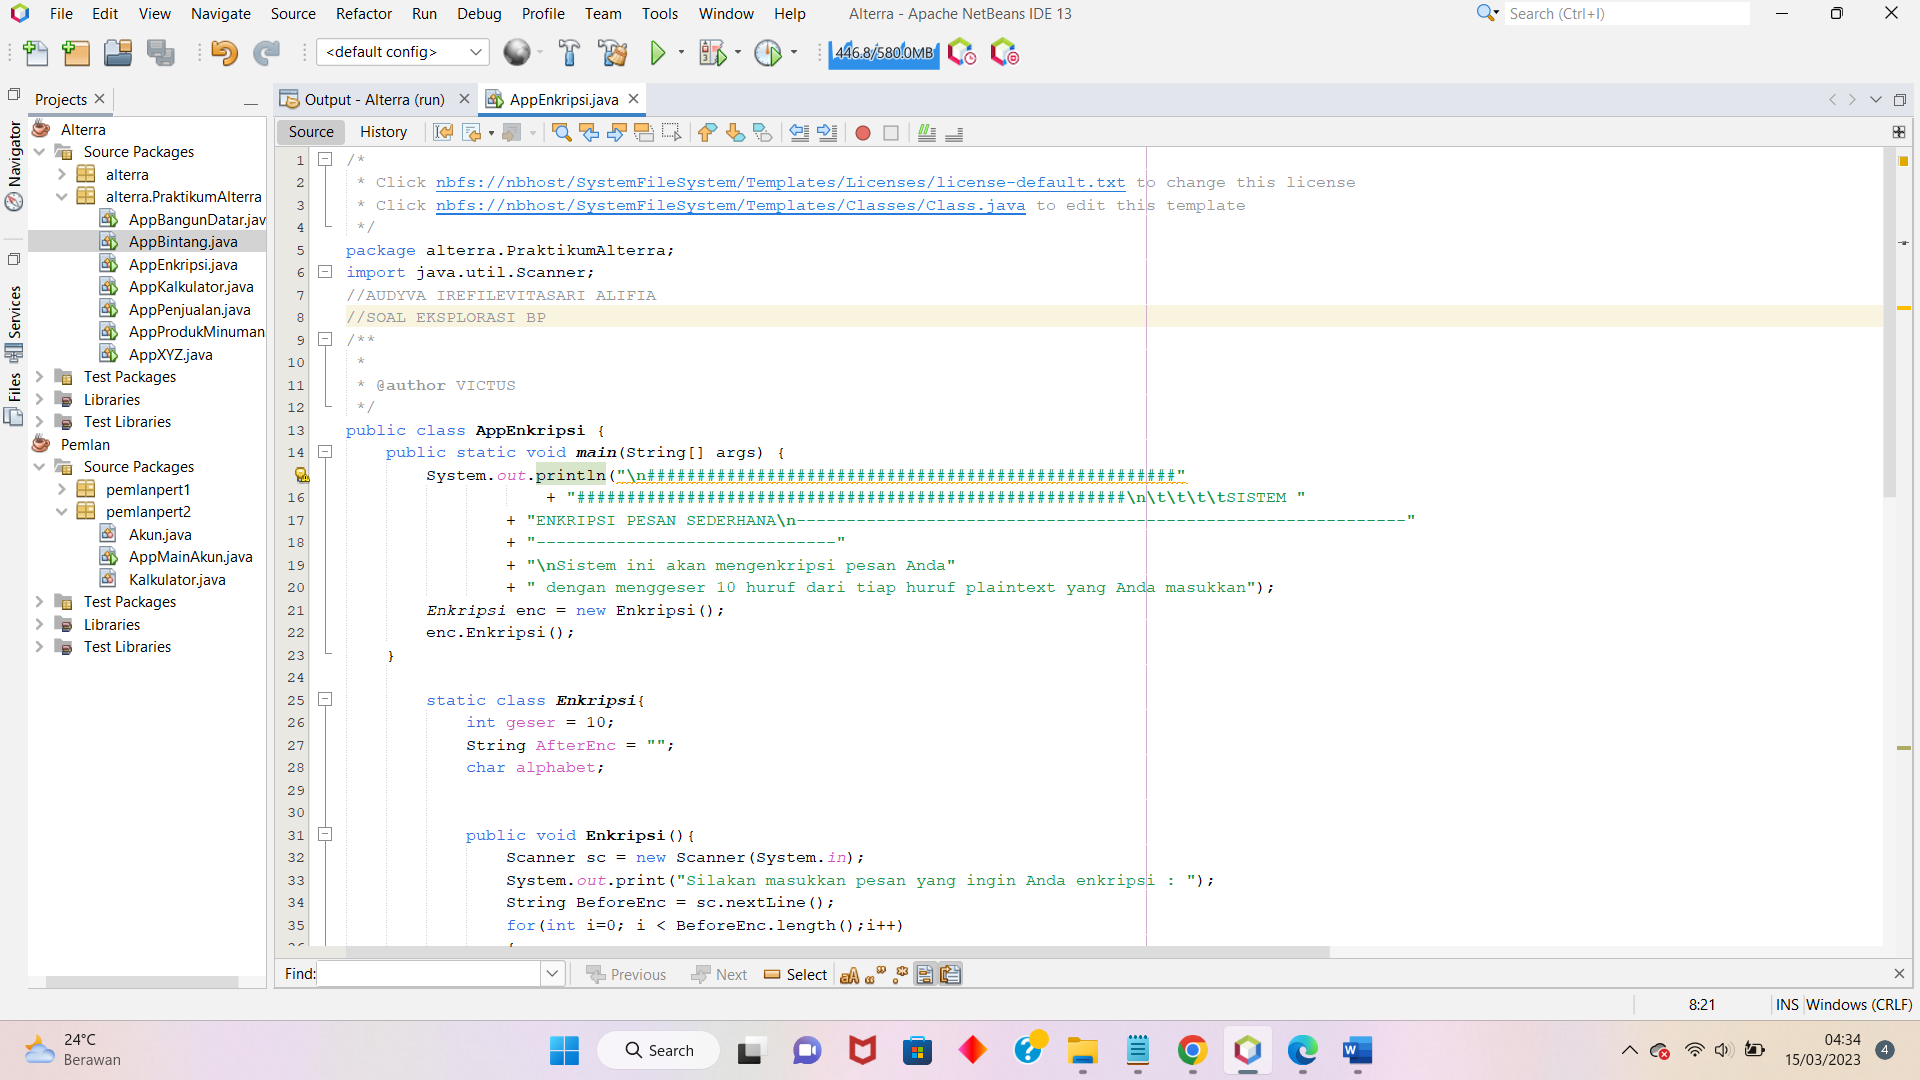 File Edit View Navigate Source Refactor Run Debug Profile Team Tools Window Help Alterra - Apache NetBeans IDE 13 Search (Ctrl+I)
<default config> 446.8/580.0MB
Projects Output - Alterra (run) AppEnkripsi.java
Source History
Navigator
Services
Files
Alterra
Source Packages
alterra
alterra.PraktikumAlterra
AppBangunDatar.jav
AppBintang.java
AppEnkripsi.java
AppKalkulator.java
AppPenjualan.java
AppProdukMinuman
AppXYZ.java
Test Packages
Libraries
Test Libraries
Pemlan
Source Packages
pemlanpert1
pemlanpert2
Akun.java
AppMainAkun.java
Kalkulator.java
Test Packages
Libraries
Test Libraries
1 /*
2 * Click nbfs://nbhost/SystemFileSystem/Templates/Licenses/license-default.txt to change this license
3 * Click nbfs://nbhost/SystemFileSystem/Templates/Classes/Class.java to edit this template
4 */
5 package alterra.PraktikumAlterra;
6 import java.util.Scanner;
7 //AUDYVA IREFILEVITASARI ALIFIA
8 //SOAL EKSPLORASI BP
9 /**
10 *
11 * @author VICTUS
12 */
13 public class AppEnkripsi {
14 public static void main(String[] args) {
System.out.println("\n#####################################################"
16 + "#######################################################\n\t\t\t\tSISTEM "
17 + "ENKRIPSI PESAN SEDERHANA\n-------------------------------------------------------------"
18 + "------------------------------"
19 + "\nSistem ini akan mengenkripsi pesan Anda"
20 + " dengan menggeser 10 huruf dari tiap huruf plaintext yang Anda masukkan");
21 Enkripsi enc = new Enkripsi();
22 enc.Enkripsi();
23 }
24
25 static class Enkripsi{
26 int geser = 10;
27 String AfterEnc = "";
28 char alphabet;
29
30
31 public void Enkripsi(){
32 Scanner sc = new Scanner(System.in);
33 System.out.print("Silakan masukkan pesan yang ingin Anda enkripsi : ");
34 String BeforeEnc = sc.nextLine();
35 for(int i=0; i < BeforeEnc.length();i++)
Find: Previous Next Select
8:21 INS Windows (CRLF)
24°C
Berawan
Search
04:34
15/03/2023
4